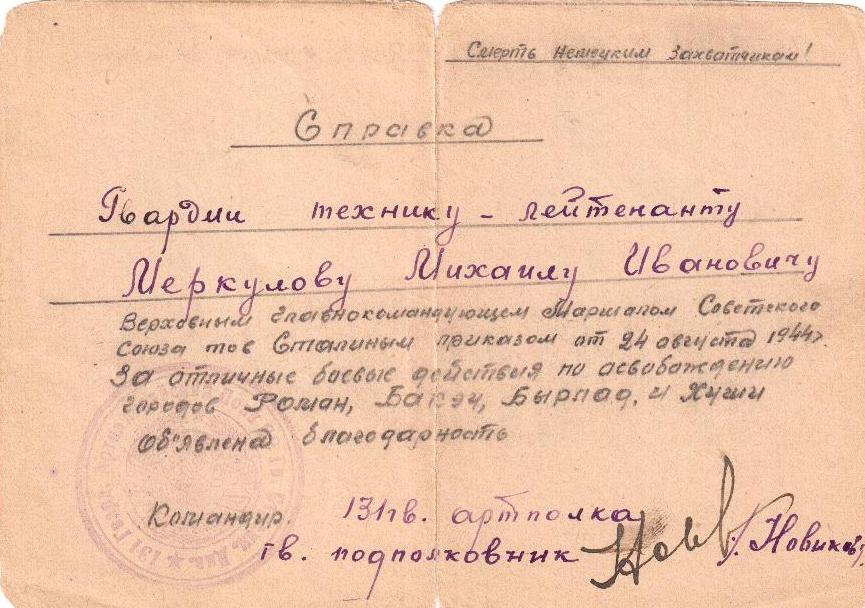 Смерть немецким захватчикам!
Справка
Гвардии технику - лейтенанту
Меркулову Михаилу Ивановичу
Верховным главнокомандующем Маршалом Советского
Союза тов Сталиным приказом от 24 августа 1944г.
За отличные боевые действия по освобождению
городов Роман, Бакэу, Бырлад, и Хуши
Объявлена благодарность
Командир. 131 гв. артполка
гв. подполковник /Новиков/